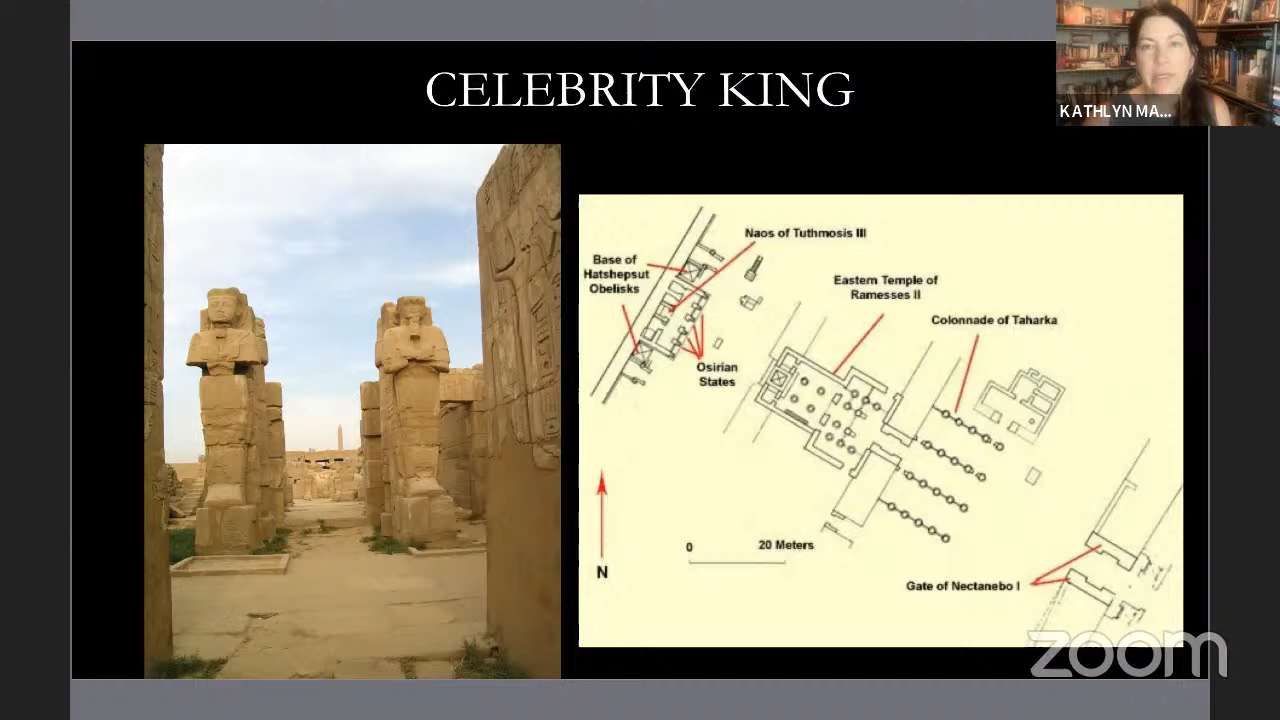 CELEBRITY KING
KATHLYN MA...
Naos of Tuthmosis III
Base of
Hatshepsut
Obelisks
Eastern Temple of
Ramesses II
Colonnade of Taharka
Osirian
States
0 20 Meters
N
Gate of Nectanebo I
zoom